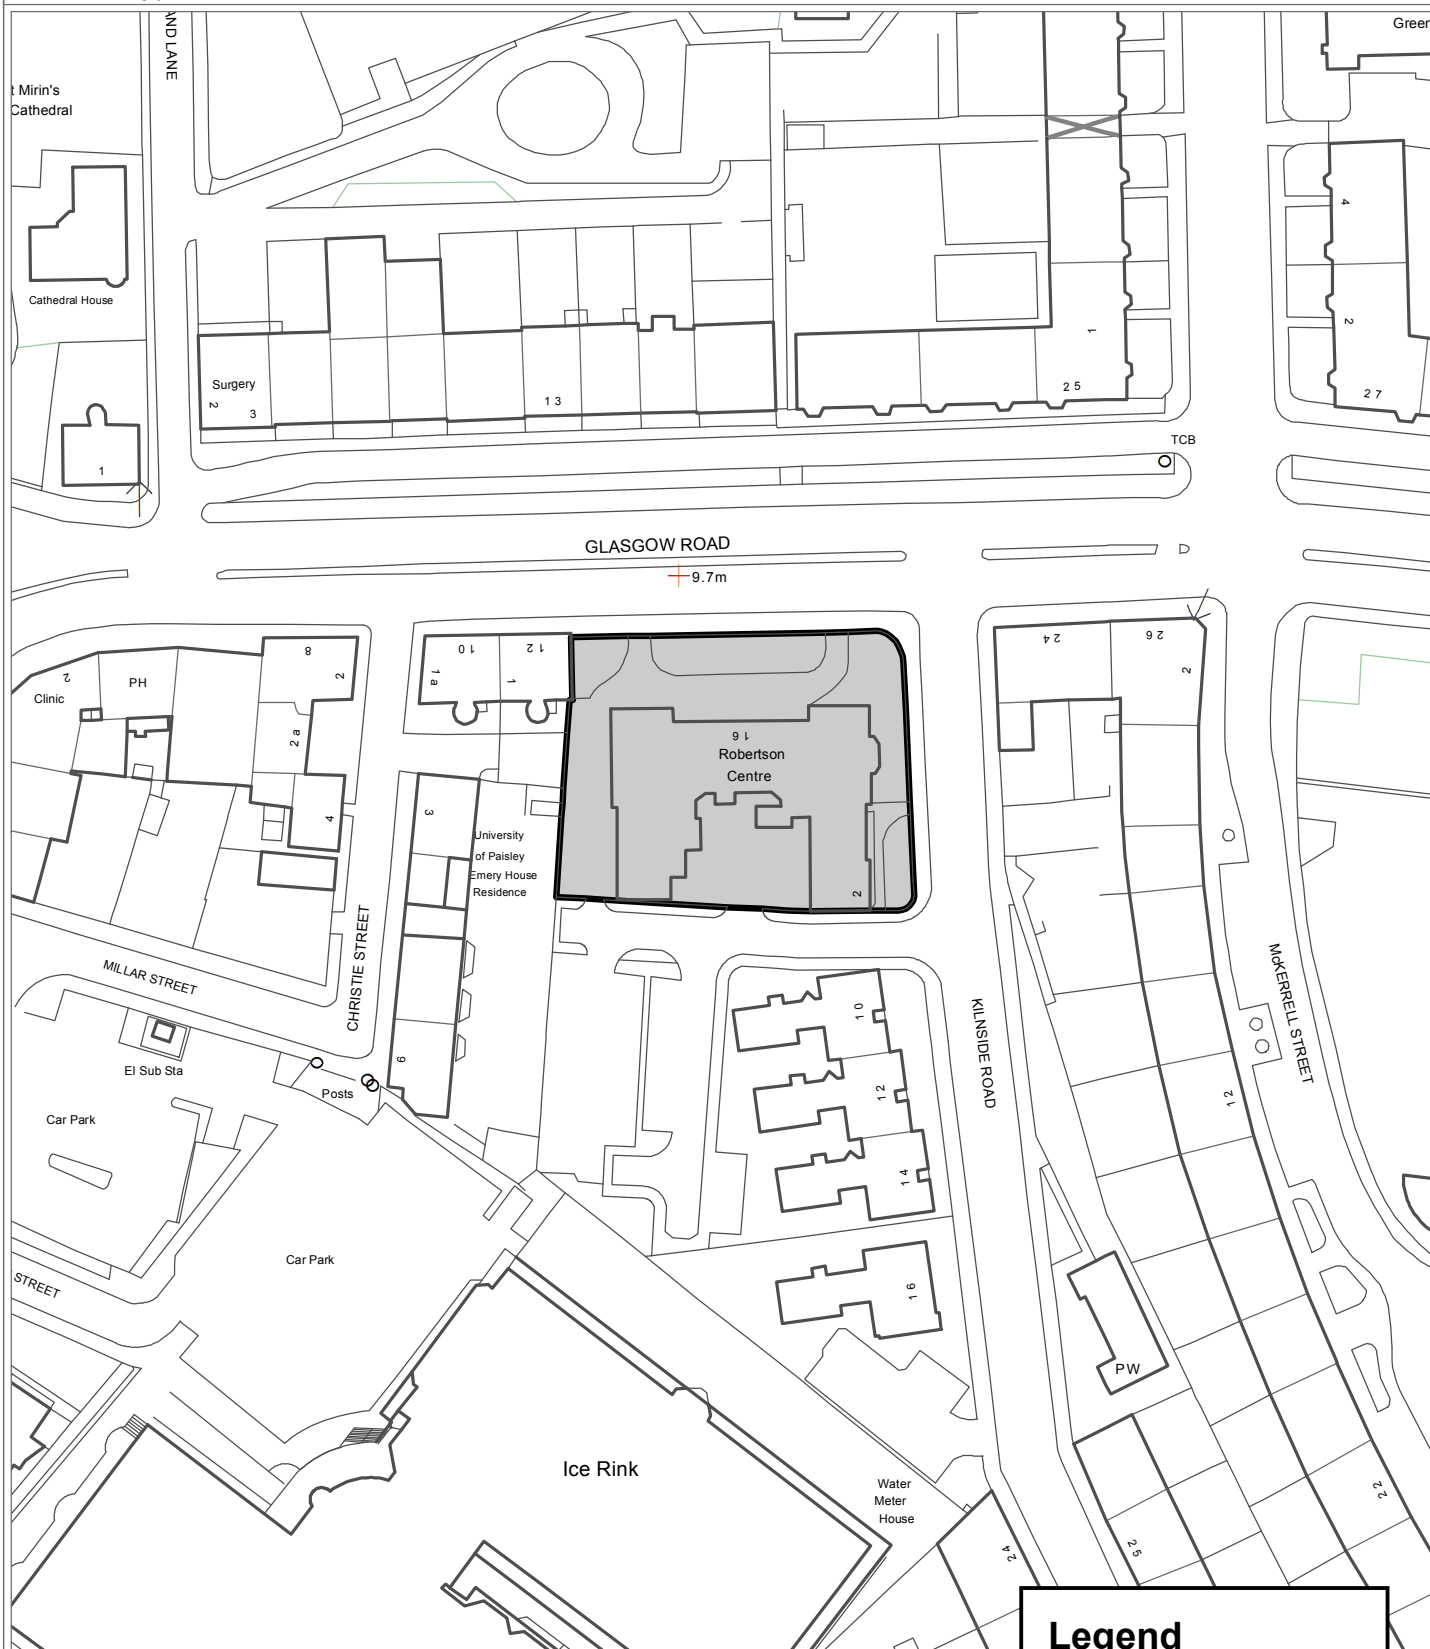 AND LANE
Green
t Mirin's
Cathedral
4
Cathedral House
1
2
Surgery
2
3
13
25
27
1
TCB
GLASGOW ROAD
9.7m
8
2
2
PH
Clinic
2a
4
10
12
1a
1
16
Robertson
Centre
2
24
26
2
3
University
of Paisley
Emery House
Residence
MILLAR STREET
CHRISTIE STREET
El Sub Sta
Posts
9
Car Park
10
12
14
16
KILNSIDE ROAD
McKERRELL STREET
12
Car Park
STREET
PW
Ice Rink
Water
Meter
House
24
25
22
Legend